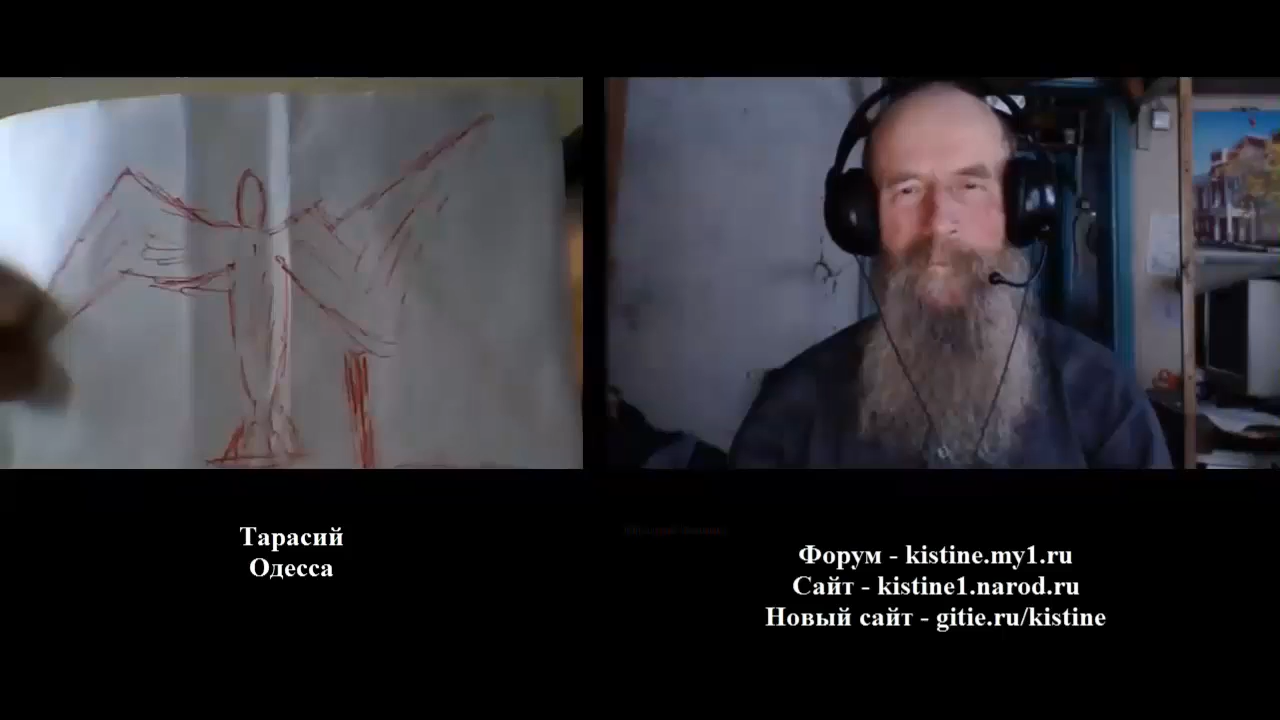 Тарасий
Одесса
Форум - kistine.my1.ru
Сайт - kistine1.narod.ru
Новый сайт - gitie.ru/kistine